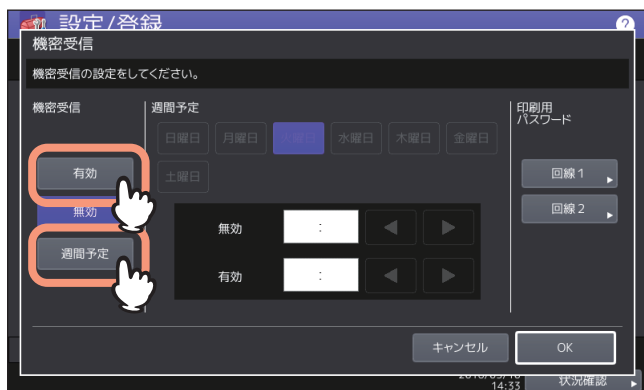 設定/登録
?
機密受信
機密受信の設定をしてください。
機密受信
週間予定
印刷用
パスワード
日曜日 月曜日 火曜日 水曜日 木曜日 金曜日
土曜日
有効
無効
週間予定
無効 :
有効 :
回線1
回線2
キャンセル
OK
14:33
状況確認